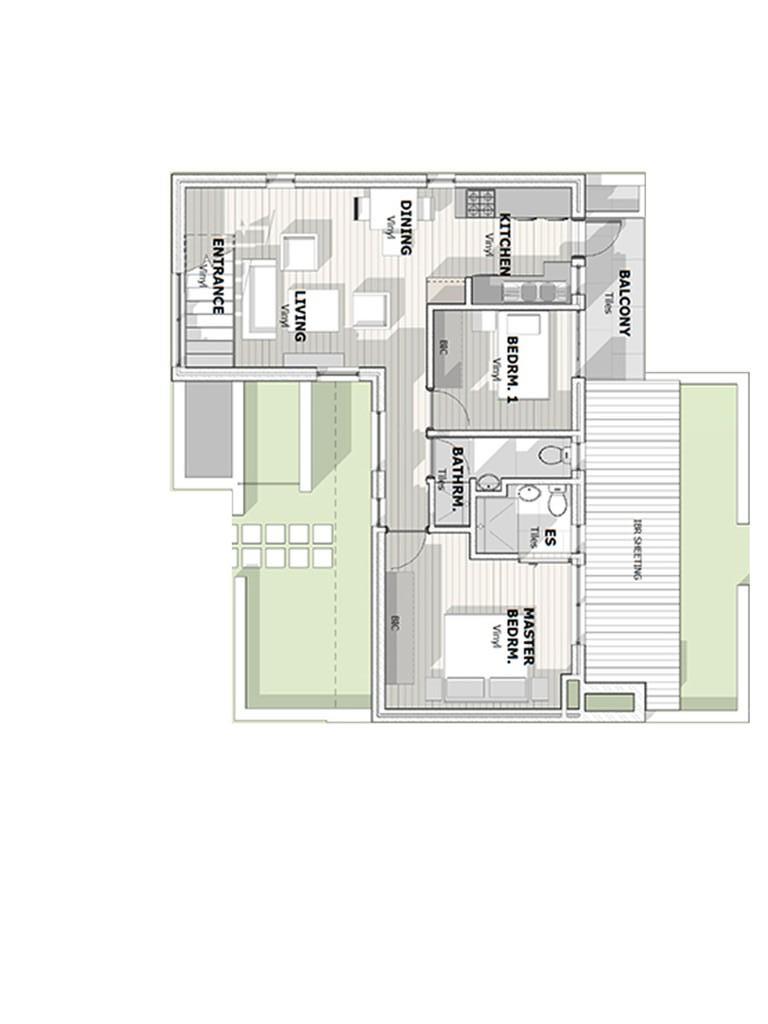 ENTRANCE
Vinyl
LIVING
Vinyl
DINING
Vinyl
KITCHEN
Vinyl
BALCONY
Tiles
BIC
BEDRM. 1
Vinyl
BATHRM.
Tiles
ES
Tiles
IBR SHEETING
BIC
MASTER
BEDRM.
Vinyl